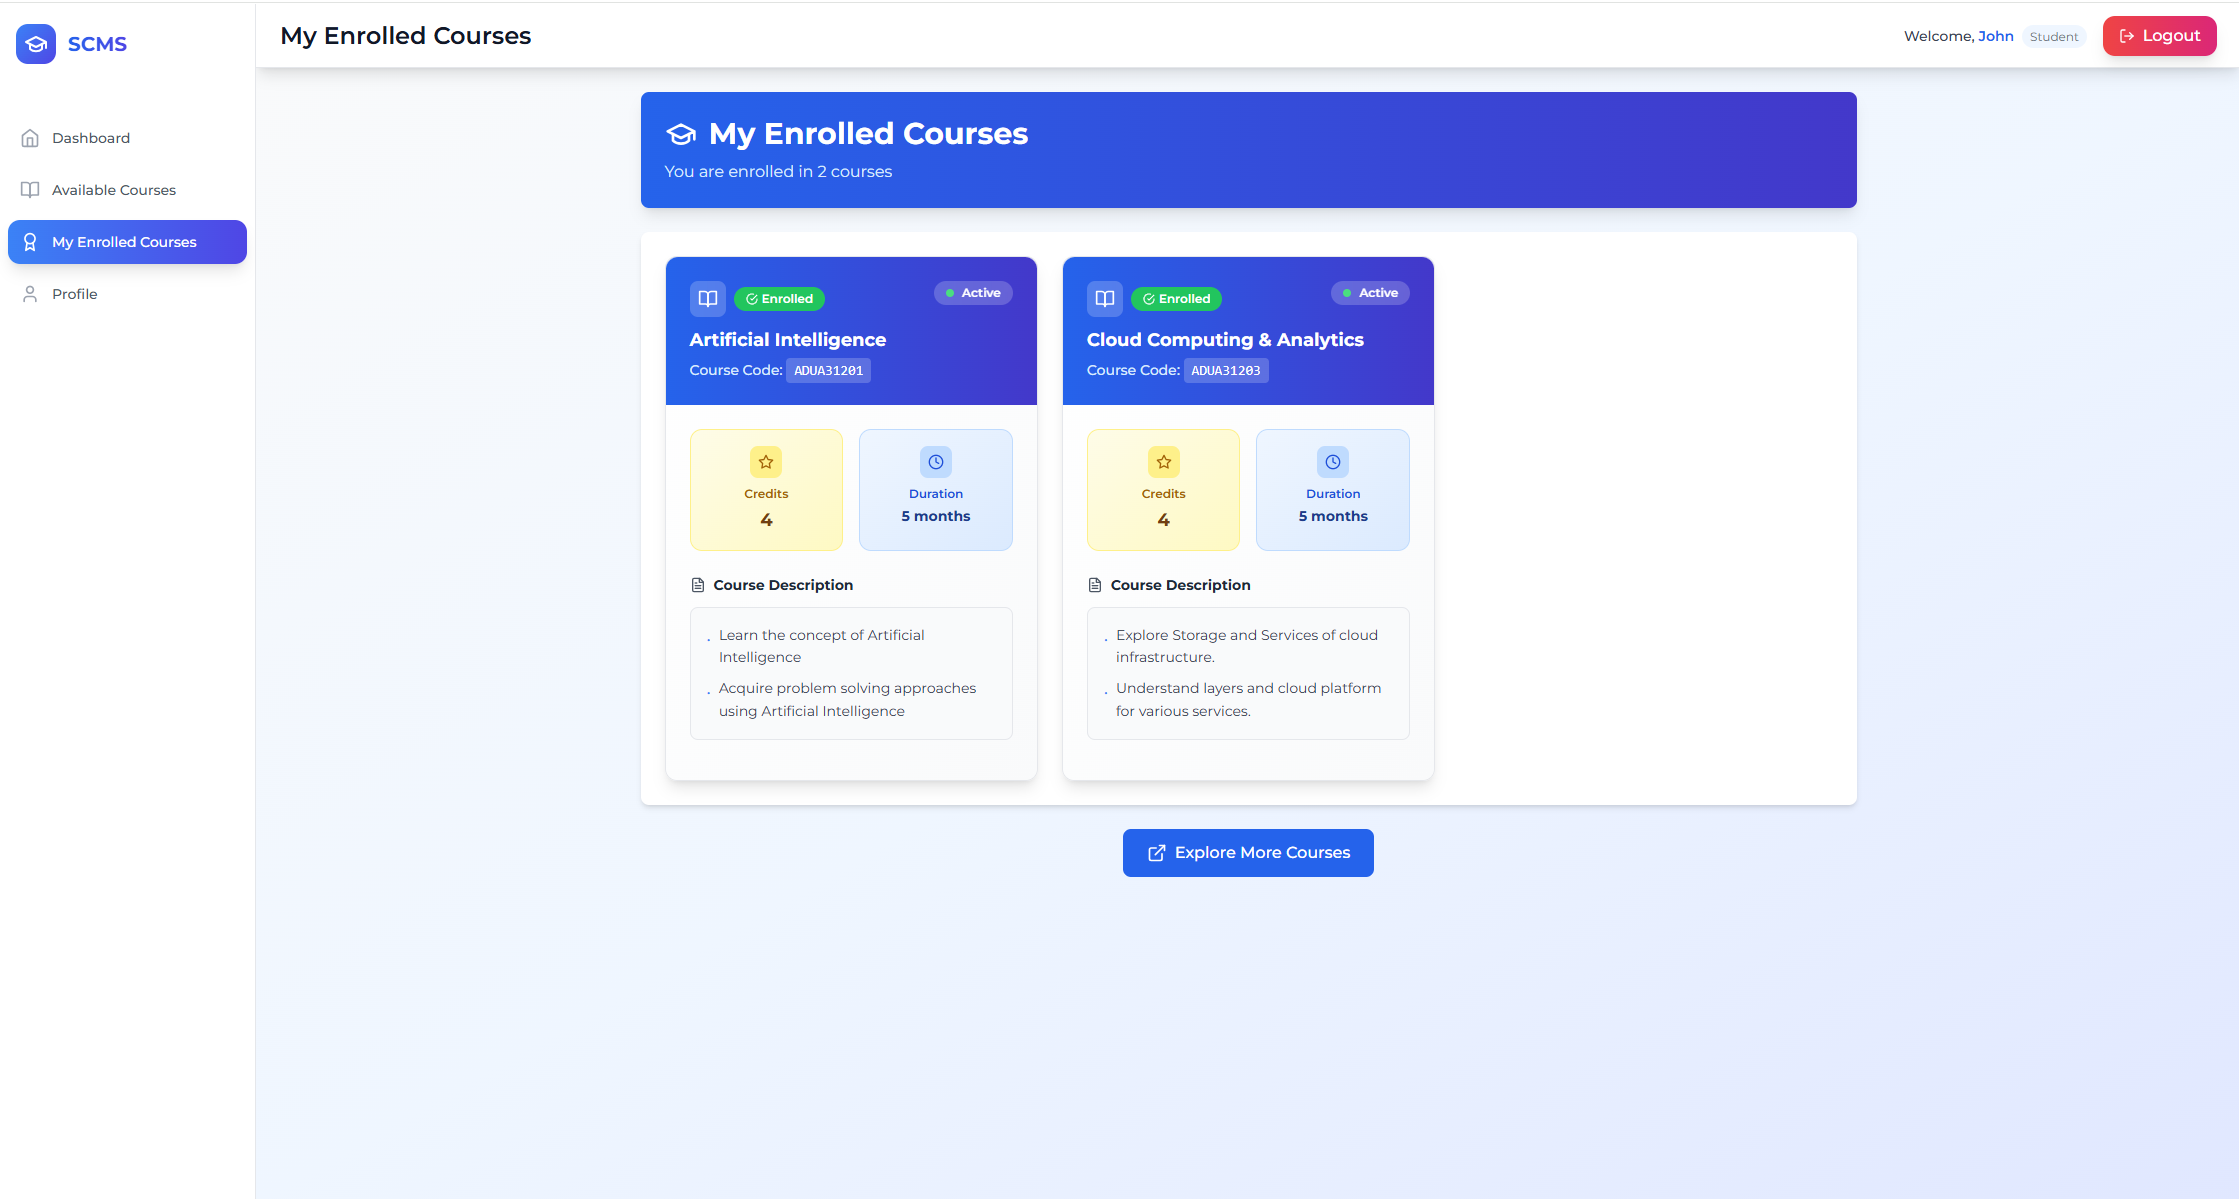 SCMS
My Enrolled Courses
Welcome, John
Student
Logout
Dashboard
Available Courses
My Enrolled Courses
Profile
My Enrolled Courses
You are enrolled in 2 courses
Enrolled
Active
Artificial Intelligence
Course Code: ADUA31201
Credits
4
Duration
5 months
Course Description
. Learn the concept of Artificial
Intelligence
. Acquire problem solving approaches
using Artificial Intelligence
Enrolled
Active
Cloud Computing & Analytics
Course Code: ADUA31203
Credits
4
Duration
5 months
Course Description
. Explore Storage and Services of cloud
infrastructure.
. Understand layers and cloud platform
for various services.
Explore More Courses